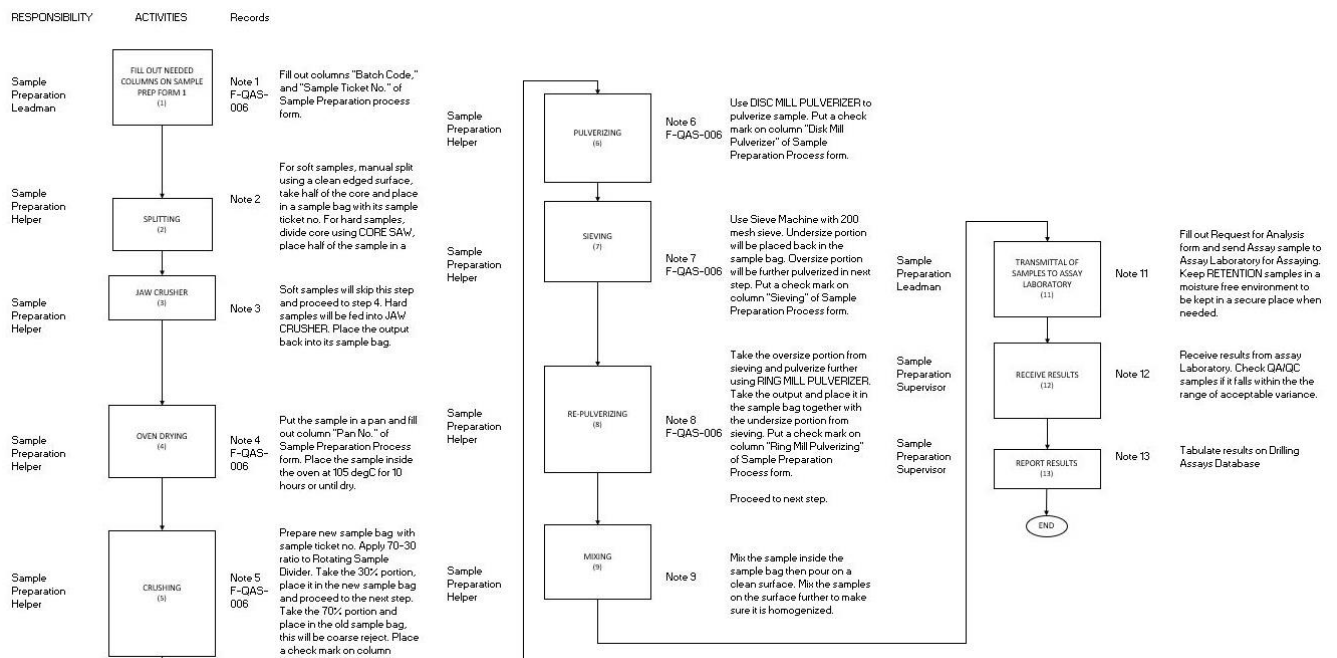 RESPONSIBILITY ACTIVITIES Records
Sample
Preparation
Leadman
FILL OUT NEEDED
COLUMNS ON SAMPLE
PREP FORM 1
(1)
Note 1
F-QAS-
006
Fill out columns "Batch Code,"
and "Sample Ticket No." of
Sample Preparation process
form.
Sample
Preparation
Helper
SPLITTING
(2)
Note 2
For soft samples, manual split
using a clean edged surface,
take half of the core and place
in a sample bag with its sample
ticket no. For hard samples,
divide core using CORE SAW,
place half of the sample in a
Sample
Preparation
Helper
JAW CRUSHER
(3)
Note 3
Soft samples will skip this step
and proceed to step 4. Hard
samples will be fed into JAW
CRUSHER. Place the output
back into its sample bag.
Sample
Preparation
Helper
OVEN DRYING
(4)
Note 4
F-QAS-
006
Put the sample in a pan and fill
out column "Pan No." of
Sample Preparation Process
form. Place the sample inside
the oven at 105 degC for 10
hours or until dry.
Sample
Preparation
Helper
CRUSHING
(5)
Note 5
F-QAS-
006
Prepare new sample bag with
sample ticket no. Apply 70-30
ratio to Rotating Sample
Divider. Take the 30% portion,
place it in the new sample bag
and proceed to the next step.
Take the 70% portion and
place in the old sample bag,
this will be coarse reject. Place
a check mark on column
Sample
Preparation
Helper
PULVERIZING
(6)
Note 6
F-QAS-006
Use DISC MILL PULVERIZER to
pulverize sample. Put a check
mark on column "Disk Mill
Pulverizer" of Sample
Preparation Process form.
Sample
Preparation
Helper
SIEVING
(7)
Note 7
F-QAS-006
Use Sieve Machine with 200
mesh sieve. Undersize portion
will be placed back in the
sample bag. Oversize portion
will be further pulverized in next
step. Put a check mark on
column "Sieving" of Sample
Preparation Process form.
Sample
Preparation
Helper
RE-PULVERIZING
(8)
Note 8
F-QAS-006
Take the oversize portion from
sieving and pulverize further
using RING MILL PULVERIZER.
Take the output and place it in
the sample bag together with
the undersize portion from
sieving. Put a check mark on
column "Ring Mill Pulverizing"
of Sample Preparation
Process form.
Proceed to next step.
Sample
Preparation
Helper
MIXING
(9)
Note 9
Mix the sample inside the
sample bag then pour on a
clean surface. Mix the samples
on the surface further to make
sure it is homogenized.
Sample
Preparation
Leadman
TRANSMITTAL OF
SAMPLES TO ASSAY
LABORATORY
(11)
Note 11
Fill out Request for Analysis
form and send Assay sample to
Assay Laboratory for Assaying.
Keep RETENTION samples in a
moisture free environment to
be kept in a secure place when
needed.
Sample
Preparation
Supervisor
RECEIVE RESULTS
(12)
Note 12
Receive results from assay
Laboratory. Check QA/QC
samples if it falls within the the
range of acceptable variance.
Sample
Preparation
Supervisor
REPORT RESULTS
(13)
Note 13
Tabulate results on Drilling
Assays Database
END